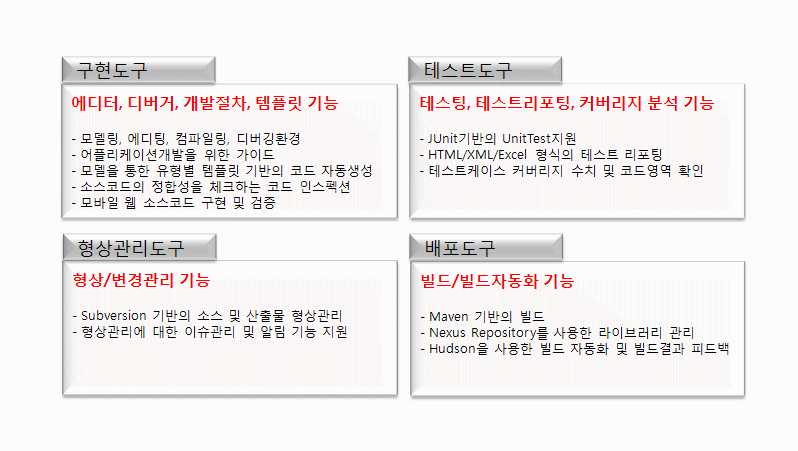 구현도구
에디터, 디버거, 개발절차, 템플릿 기능
- 모델링, 에디팅, 컴파일링, 디버깅환경
- 어플리케이션개발을 위한 가이드
- 모델을 통한 유형별 템플릿 기반의 코드 자동생성
- 소스코드의 정합성을 체크하는 코드 인스펙션
- 모바일 웹 소스코드 구현 및 검증
테스트도구
테스팅, 테스트리포팅, 커버리지 분석 기능
- JUnit기반의 UnitTest지원
- HTML/XML/Excel 형식의 테스트 리포팅
- 테스트케이스 커버리지 수치 및 코드영역 확인
형상관리도구
형상/변경관리 기능
- Subversion 기반의 소스 및 산출물 형상관리
- 형상관리에 대한 이슈관리 및 알림 기능 지원
배포도구
빌드/빌드자동화 기능
- Maven 기반의 빌드
- Nexus Repository를 사용한 라이브러리 관리
- Hudson을 사용한 빌드 자동화 및 빌드결과 피드백